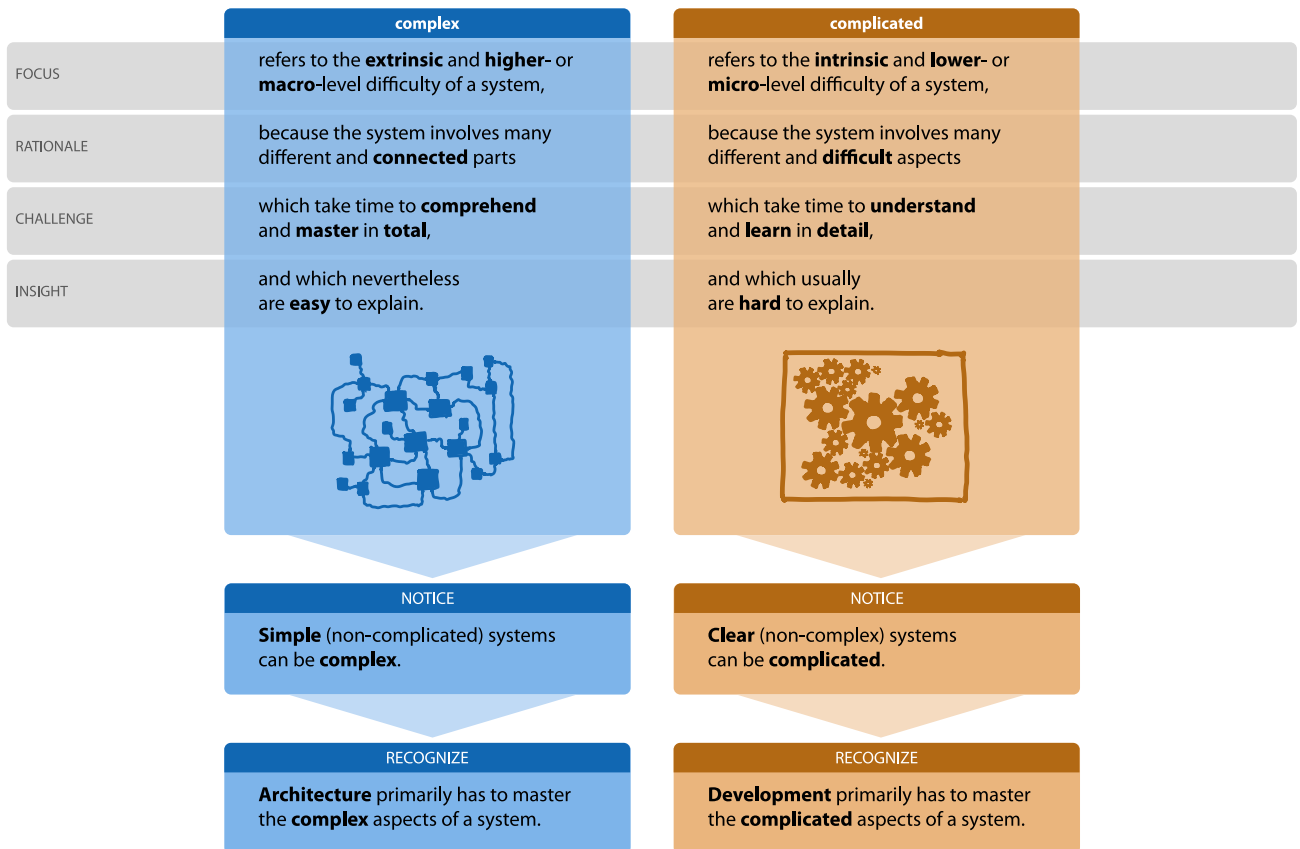 complex
complicated
FOCUS
refers to the extrinsic and higher- or
macro-level difficulty of a system,
refers to the intrinsic and lower- or
micro-level difficulty of a system,
RATIONALE
because the system involves many
different and connected parts
because the system involves many
different and difficult aspects
CHALLENGE
which take time to comprehend
and master in total,
which take time to understand
and learn in detail,
INSIGHT
and which nevertheless
are easy to explain.
and which usually
are hard to explain.
NOTICE
Simple (non-complicated) systems
can be complex.
NOTICE
Clear (non-complex) systems
can be complicated.
RECOGNIZE
Architecture primarily has to master
the complex aspects of a system.
RECOGNIZE
Development primarily has to master
the complicated aspects of a system.